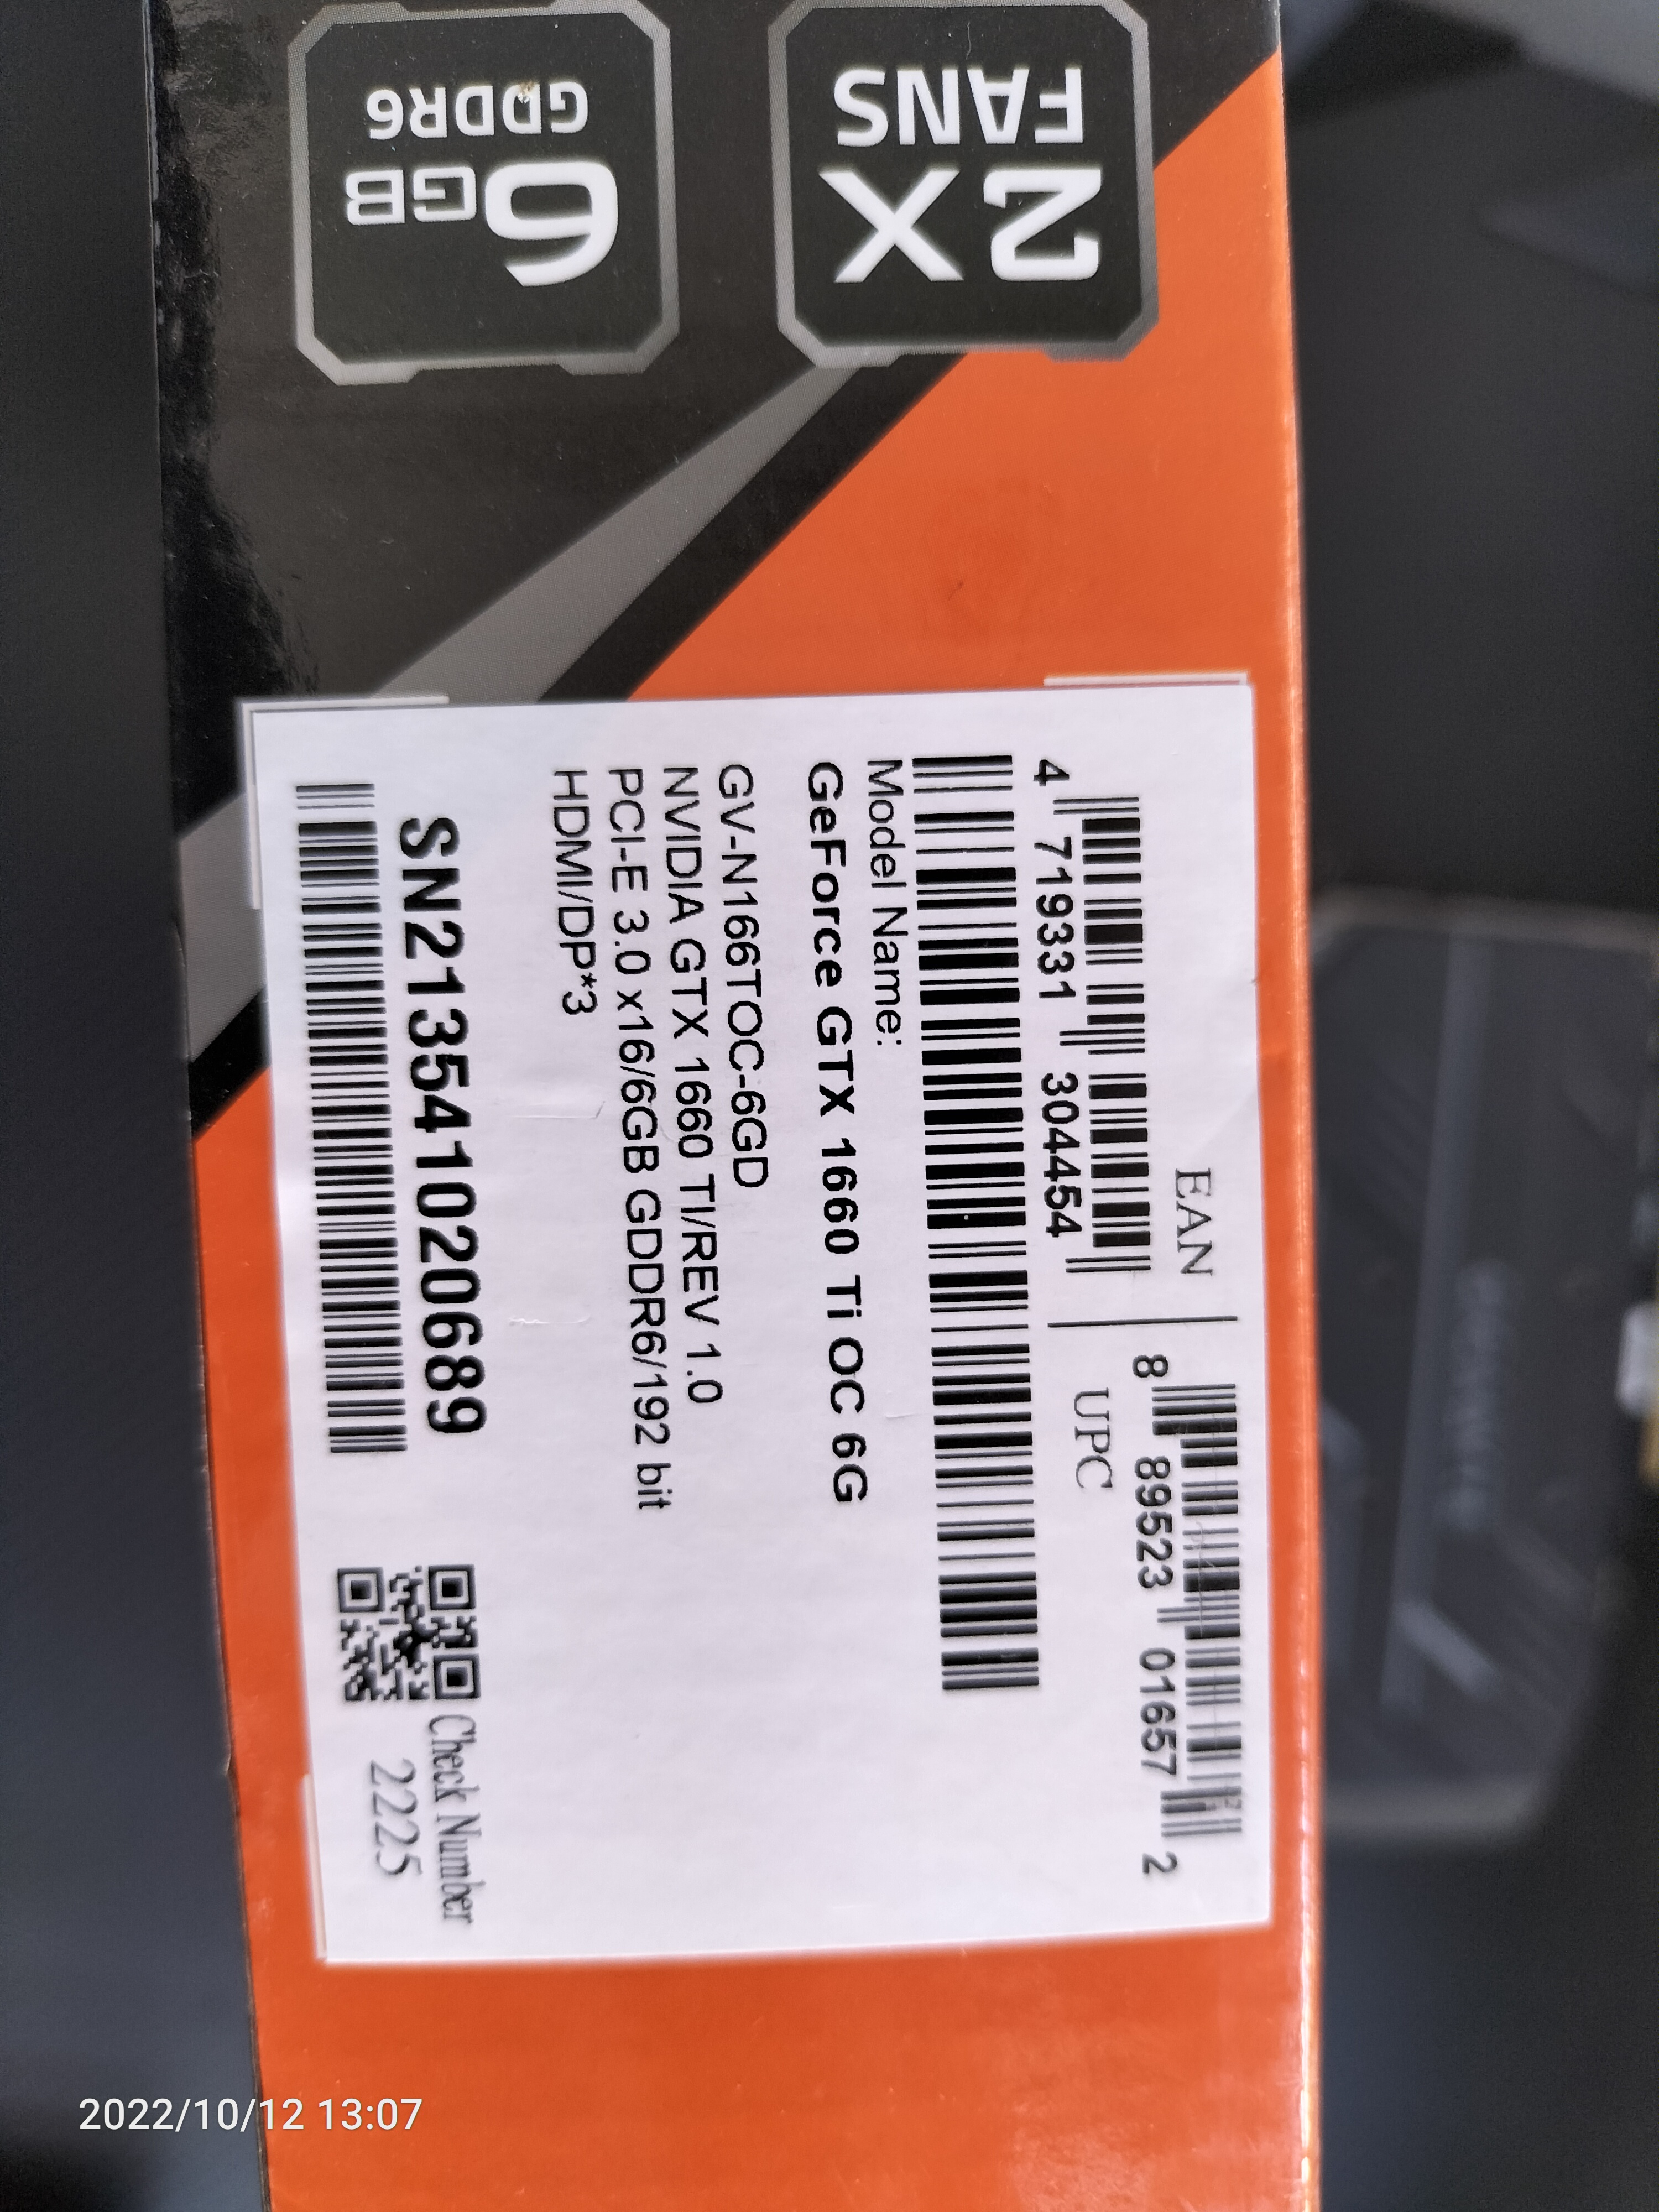 2X
FANS
6GB
GDDR6
EAN
4 719331 304454
UPC
8 89523 01657 2
Model Name:
GeForce GTX 1660 Ti OC 6G
GV-N166TOC-6GD
NVIDIA GTX 1660 TI/REV 1.0
PCI-E 3.0 x16/6GB GDDR6/192 bit
HDMI/DP*3
SN213541020689
Check Number
2225
2022/10/12 13:07